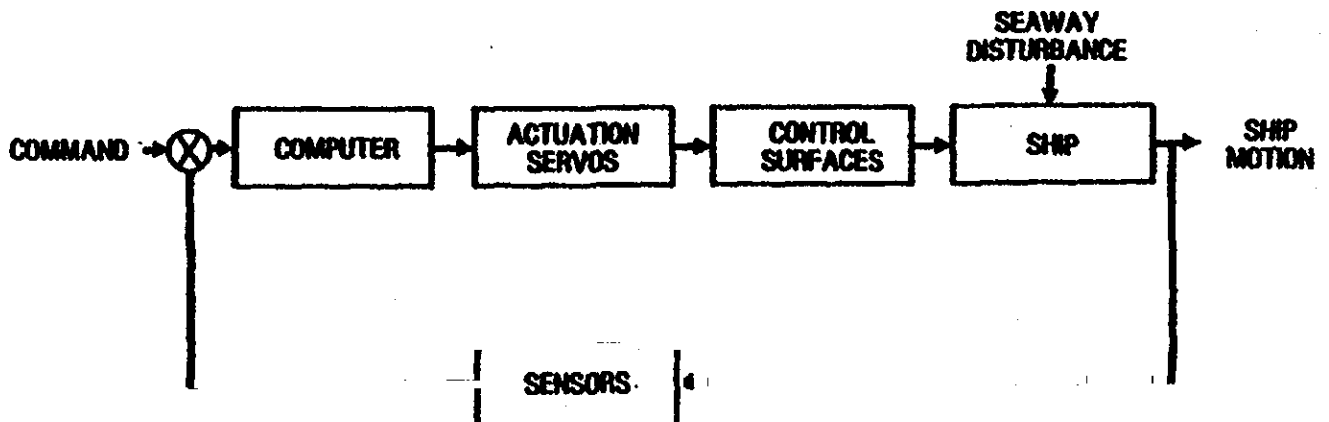 SEAWAY
DISTURBANCE
COMMAND
COMPUTER
ACTUATION
SERVOS
CONTROL
SURFACES
SHIP
SHIP
MOTION
SENSORS